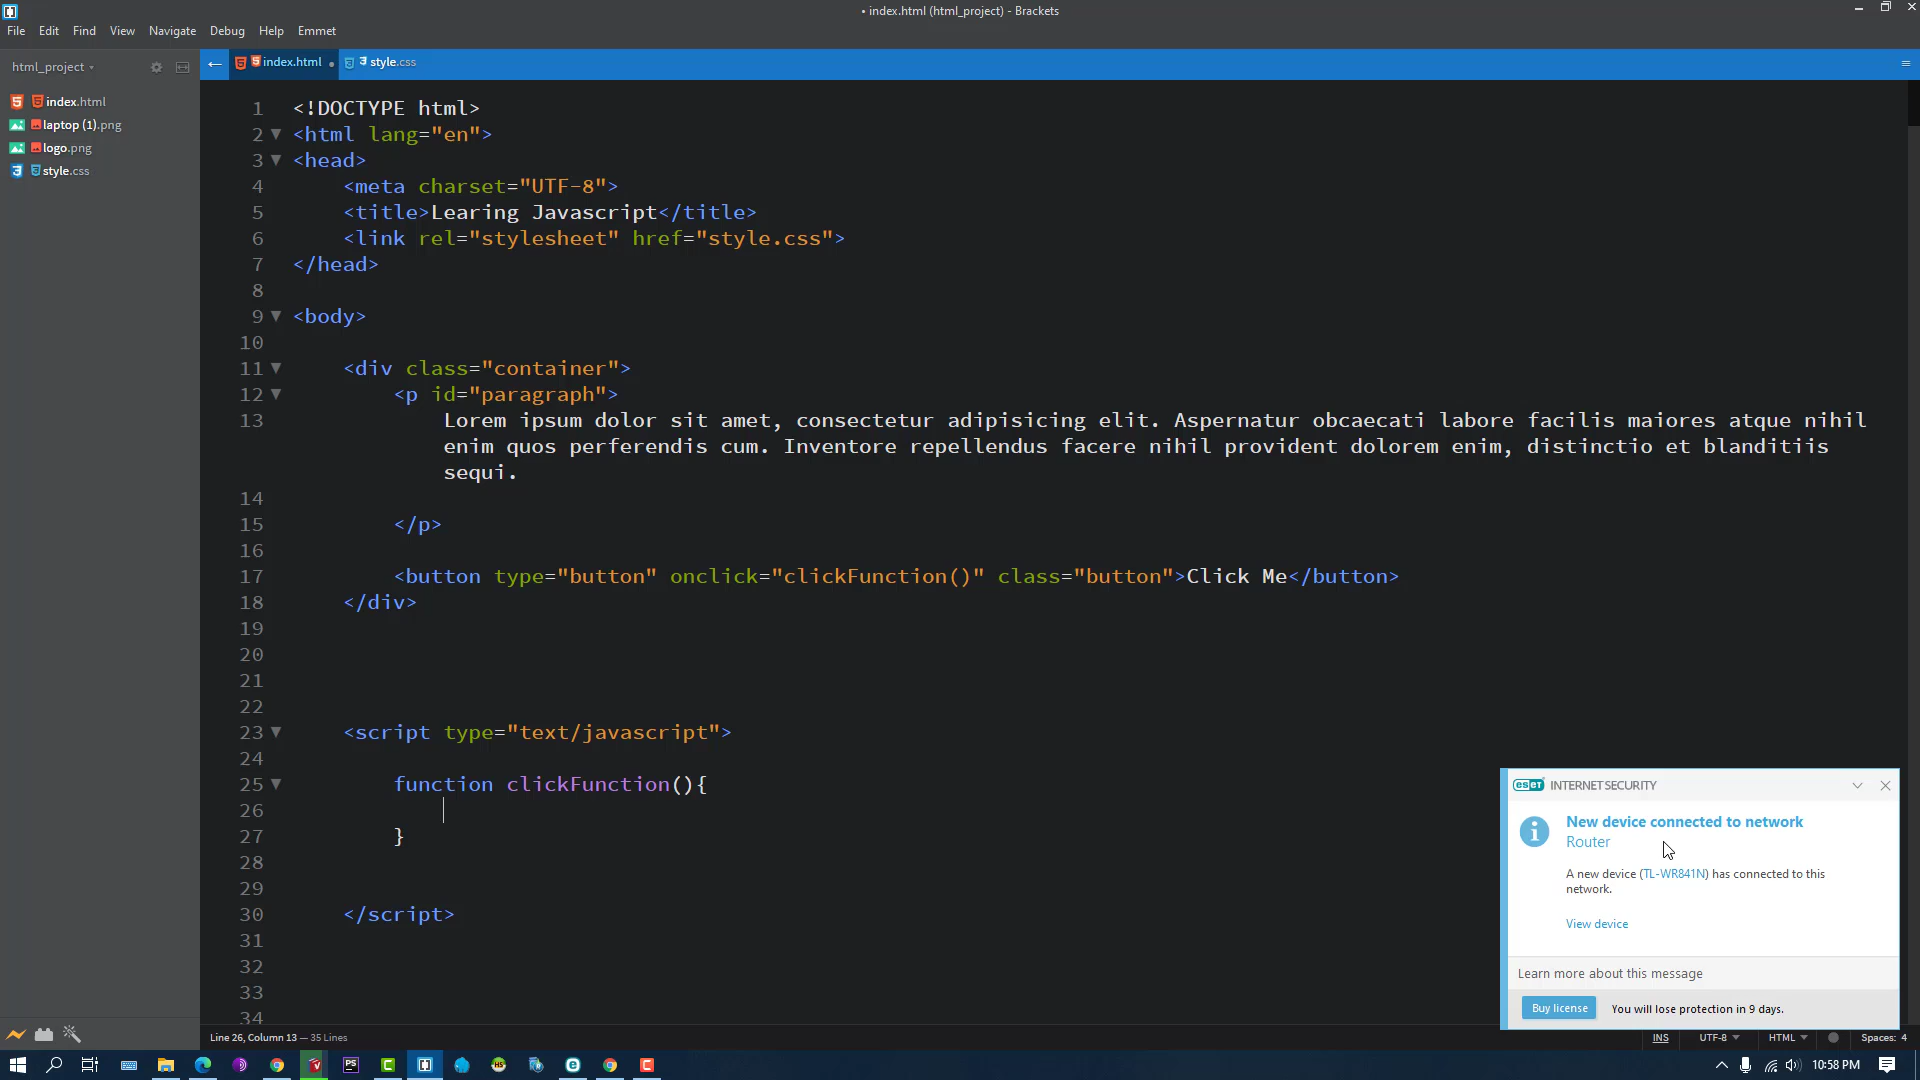 • index.html (html_project) - Brackets
File Edit Find View Navigate Debug Help Emmet
html_project
index.html
style.css
index.html
laptop (1).png
logo.png
style.css
1 <!DOCTYPE html>
2 <html lang="en">
3 <head>
4 <meta charset="UTF-8">
5 <title>Learing Javascript</title>
6 <link rel="stylesheet" href="style.css">
7 </head>
8
9 <body>
10
11 <div class="container">
12 <p id="paragraph">
13 Lorem ipsum dolor sit amet, consectetur adipisicing elit. Aspernatur obcaecati labore facilis maiores atque nihil
enim quos perferendis cum. Inventore repellendus facere nihil provident dolorem enim, distinctio et blanditiis
sequi.
14
15 </p>
16
17 <button type="button" onclick="clickFunction()" class="button">Click Me</button>
18 </div>
19
20
21
22
23 <script type="text/javascript">
24
25 function clickFunction(){
26
27 }
28
29
30 </script>
31
32
33
34
eset INTERNET SECURITY
New device connected to network
Router
A new device (TL-WR841N) has connected to this
network.
View device
Learn more about this message
Buy license You will lose protection in 9 days.
Line 26, Column 13 — 35 Lines
INS UTF-8 HTML Spaces: 4
10:58 PM